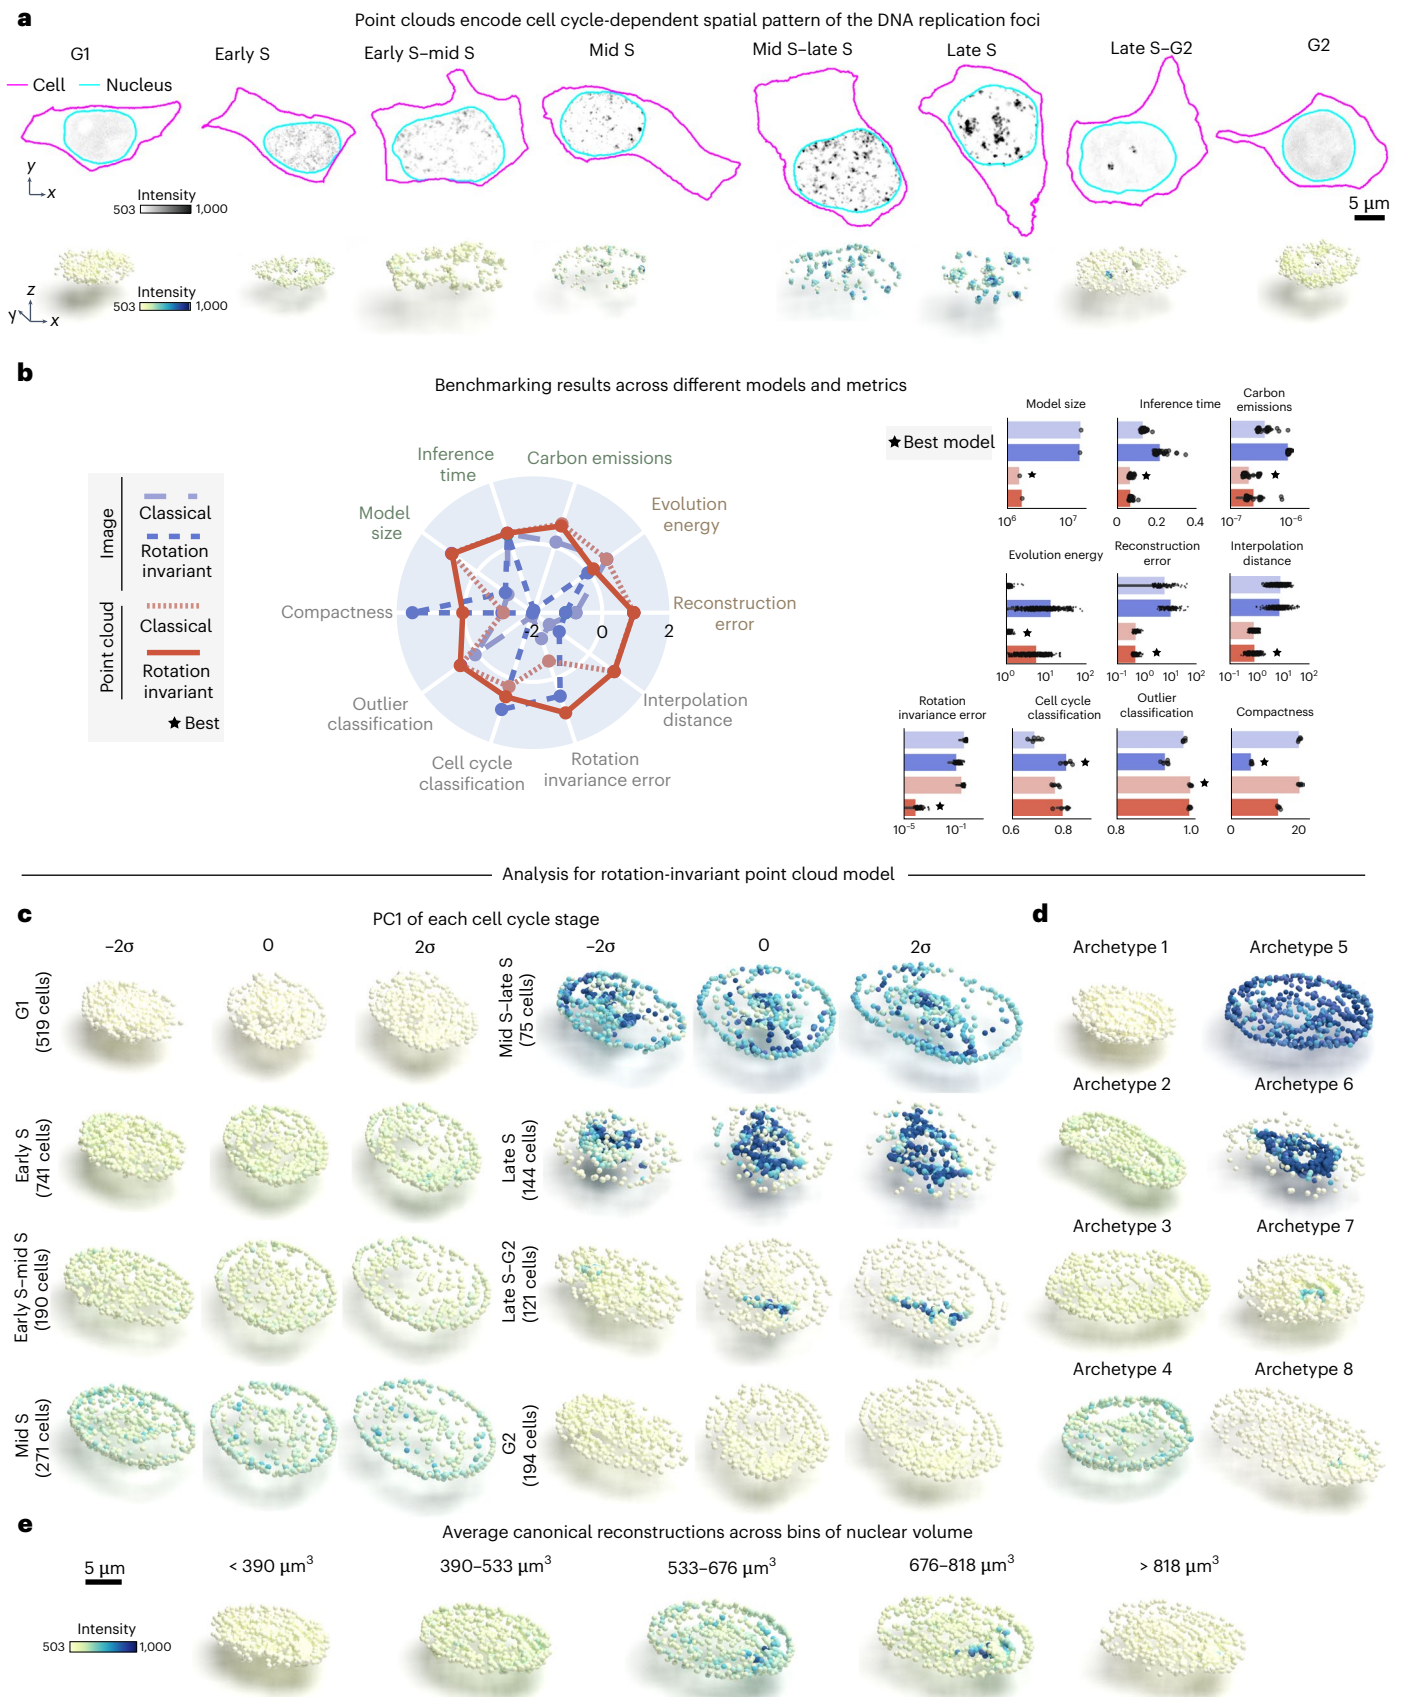 a
Point clouds encode cell cycle-dependent spatial pattern of the DNA replication foci
G1
Early S
Early S–mid S
Mid S
Mid S–late S
Late S
Late S–G2
G2
Cell
Nucleus
y
x
Intensity
503
1,000
5 μm
z
y
x
Intensity
503
1,000
b
Benchmarking results across different models and metrics
Image
Classical
Rotation
invariant
Point cloud
Classical
Rotation
invariant
★ Best
Inference
time
Carbon emissions
Evolution
energy
Reconstruction
error
Interpolation
distance
Rotation
invariance error
Cell cycle
classification
Outlier
classification
Compactness
Model
size
-2
0
2
★ Best model
Model size
10⁶
10⁷
Inference time
0
0.2
0.4
Carbon
emissions
10⁻⁷
10⁻⁶
Evolution energy
10⁰
10¹
10²
Reconstruction
error
10⁻¹
10⁰
10¹
10²
Interpolation
distance
10⁻¹
10⁰
10¹
10²
Rotation
invariance error
10⁻⁵
10⁻¹
Cell cycle
classification
0.6
0.8
Outlier
classification
0.8
1.0
Compactness
0
20
Analysis for rotation-invariant point cloud model
c
PC1 of each cell cycle stage
–2σ
0
2σ
–2σ
0
2σ
G1
(519 cells)
Early S
(741 cells)
Early S–mid S
(190 cells)
Mid S
(271 cells)
Mid S–late S
(75 cells)
Late S
(144 cells)
Late S–G2
(121 cells)
G2
(194 cells)
d
Archetype 1
Archetype 5
Archetype 2
Archetype 6
Archetype 3
Archetype 7
Archetype 4
Archetype 8
e
Average canonical reconstructions across bins of nuclear volume
5 μm
< 390 μm³
390–533 μm³
533–676 μm³
676–818 μm³
> 818 μm³
Intensity
503
1,000